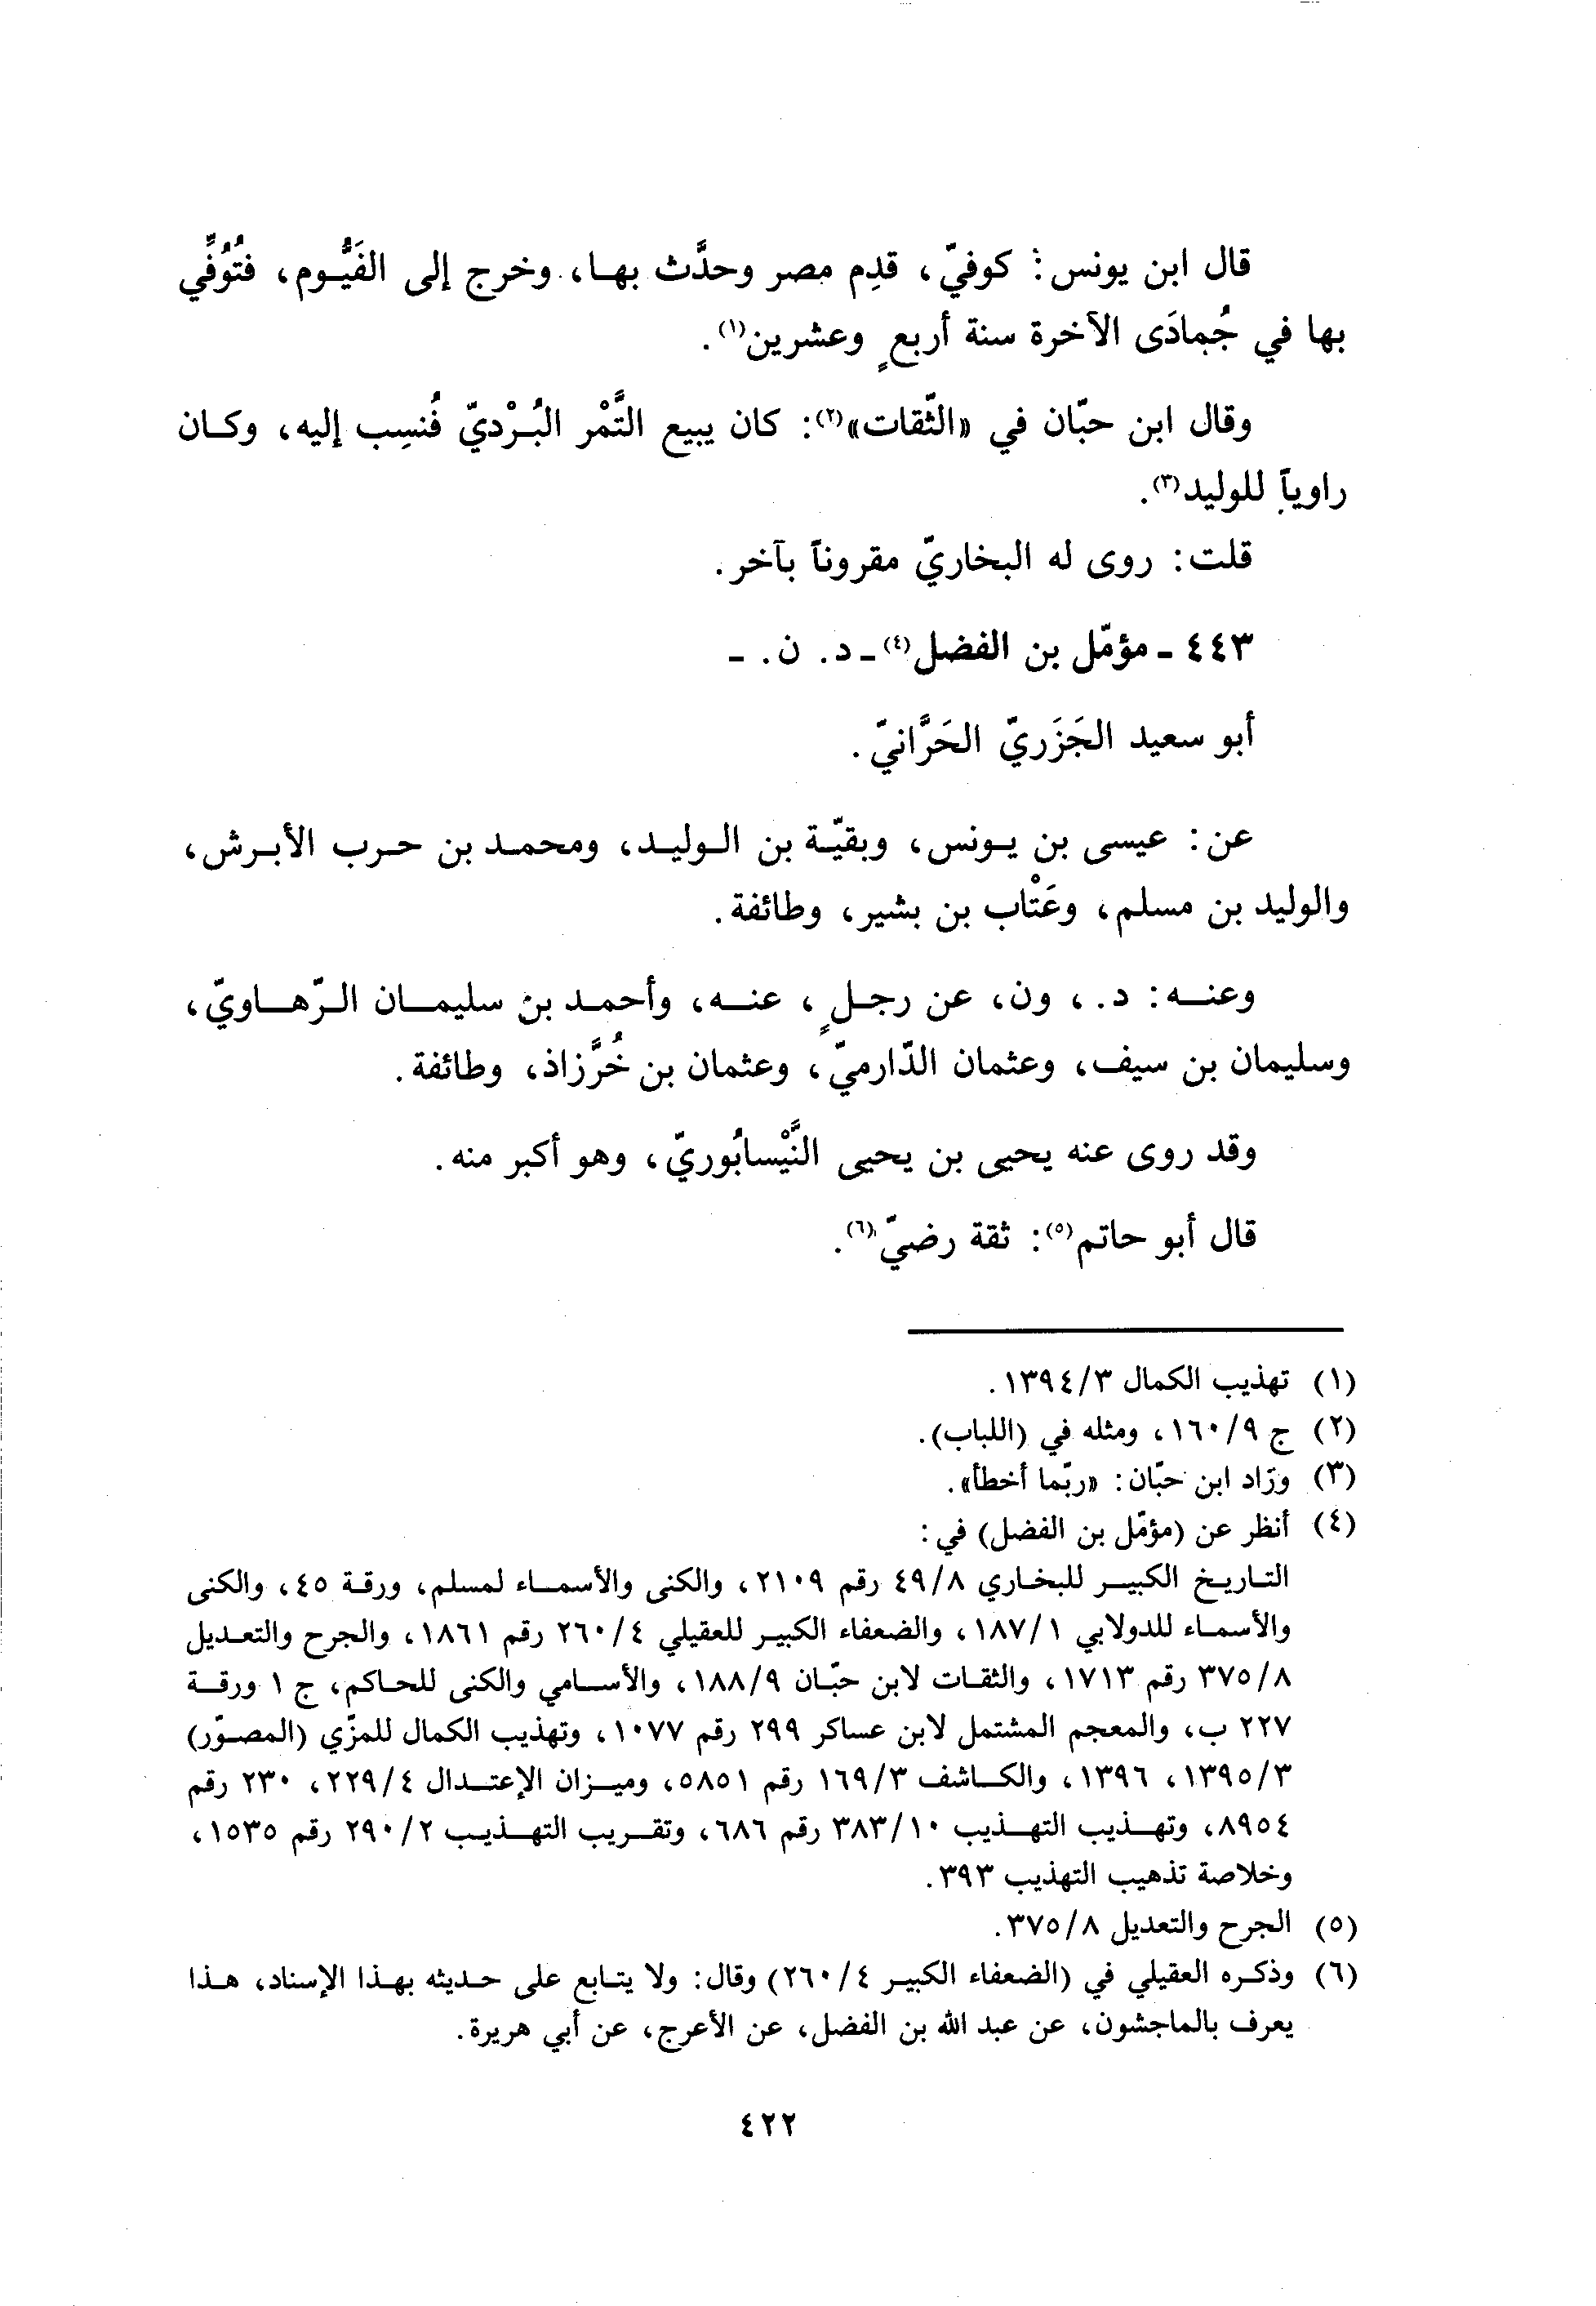 قال ابن يونس: كوفيّ، قدِم مصر وحدَّث بها، وخرج إلى الفَيُّوم، فتُوُفِّي
بها في جُمادَى الآخرة سنة أربعٍ وعشرين(١).
وقال ابن حبّان في «الثّقات»(٢): كان يبيع التَّمْر البُرْديّ فُنسِب إليه، وكان
راوياً للوليد(٣).
قلت: روى له البخاريّ مقروناً بآخر.
٤٤٣ - مؤمّل بن الفضل(٤) - د. ن. -
أبو سعيد الجَزَريّ الحَرَّانيّ.
عن: عيسى بن يونس، وبقيّة بن الوليد، ومحمد بن حرب الأبرش،
والوليد بن مسلم، وعَتْاب بن بشير، وطائفة.
وعنه: د.، ون، عن رجلٍ، عنه، وأحمد بن سليمان الرّهاويّ،
وسليمان بن سيف، وعثمان الدّارميّ، وعثمان بن خُرَّزاذ، وطائفة.
وقد روى عنه يحيى بن يحيى النَّيْسابُوريّ، وهو أكبر منه.
قال أبو حاتم(٥): ثقة رضيّ(٦).
(١) تهذيب الكمال ١٣٩٤/٣.
(٢) ج ١٦٠/٩، ومثله في (اللباب).
(٣) وزاد ابن حبّان: «ربّما أخطأ».
(٤) أنظر عن (مؤمّل بن الفضل) في:
التاريخ الكبير للبخاري ٤٩/٨ رقم ٢١٠٩، والكنى والأسماء لمسلم، ورقة ٤٥، والكنى
والأسماء للدولابي ١٨٧/١، والضعفاء الكبير للعقيلي ٢٦٠/٤ رقم ١٨٦١، والجرح والتعديل
٣٧٥/٨ رقم ١٧١٣، والثقات لابن حبّان ١٨٨/٩، والأسامي والكنى للحاكم، ج ١ ورقة
٢٢٧ ب، والمعجم المشتمل لابن عساكر ٢٩٩ رقم ١٠٧٧، وتهذيب الكمال للمزّي (المصوّر)
١٣٩٥/٣، ١٣٩٦، والكاشف ١٦٩/٣ رقم ٥٨٥١، وميزان الإعتدال ٢٢٩/٤، ٢٣٠ رقم
٨٩٥٤، وتهذيب التهذيب ٣٨٣/١٠ رقم ٦٨٦، وتقريب التهذيب ٢٩٠/٢ رقم ١٥٣٥،
وخلاصة تذهيب التهذيب ٣٩٣.
(٥) الجرح والتعديل ٣٧٥/٨.
(٦) وذكره العقيلي في (الضعفاء الكبير ٢٦٠/٤) وقال: ولا يتابع على حديثه بهذا الإسناد، هذا
يعرف بالماجشون، عن عبد الله بن الفضل، عن الأعرج، عن أبي هريرة.
٤٢٢